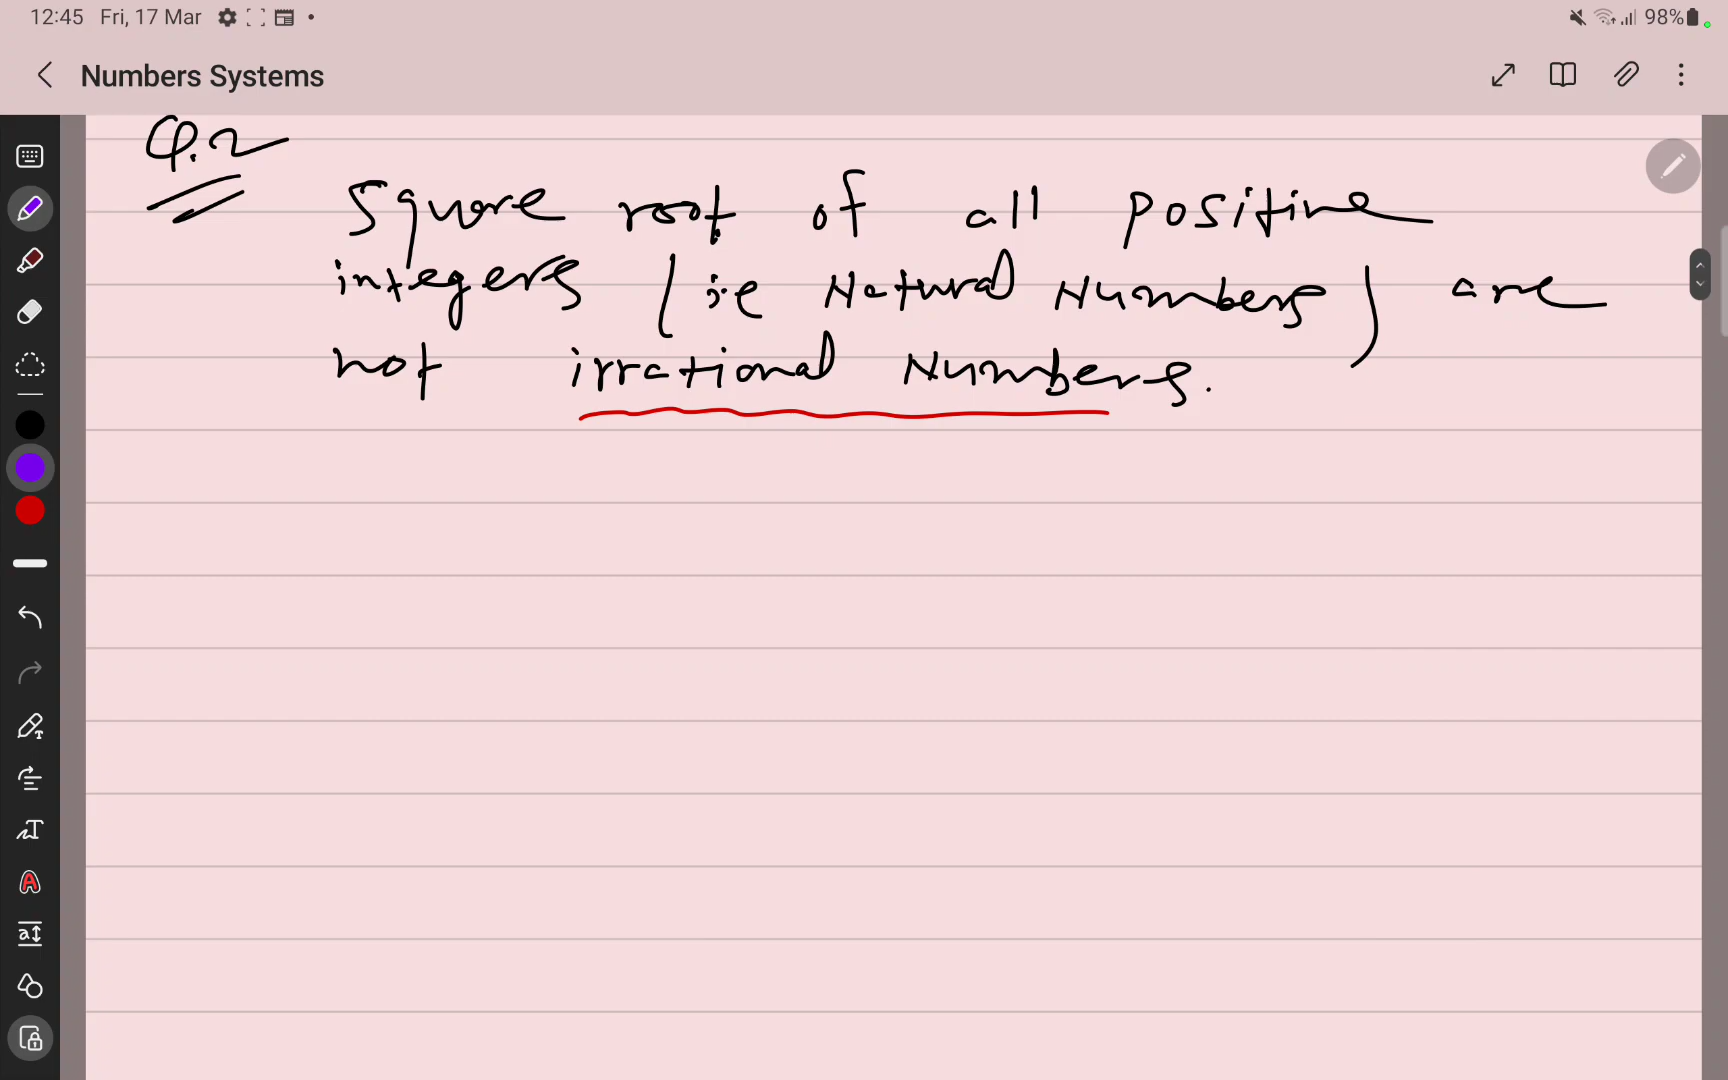 12:45 Fri, 17 Mar 98%
Numbers Systems
Q.2
Square root of all positive
integers (ie Natural Numbers) are
not irrational Numbers.